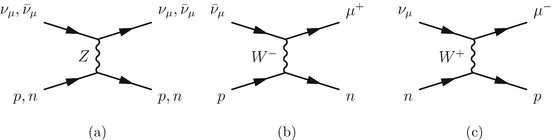 ν_μ, ν̄_μ ν_μ, ν̄_μ ν̄_μ μ⁺ ν_μ μ⁻
Z W⁻ W⁺
p, n p, n p n n p
(a) (b) (c)